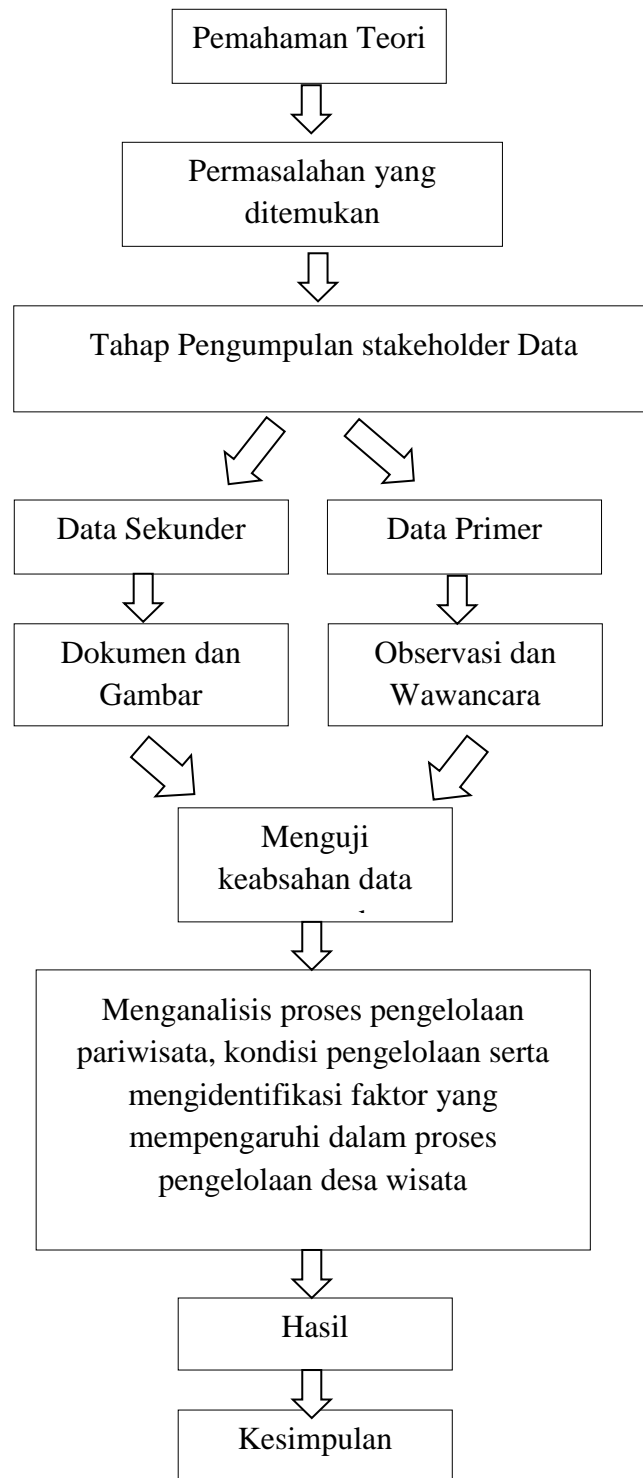 Pemahaman Teori
Permasalahan yang
ditemukan
Tahap Pengumpulan stakeholder Data
Data Sekunder
Data Primer
Dokumen dan
Gambar
Observasi dan
Wawancara
Menguji
keabsahan data
Menganalisis proses pengelolaan
pariwisata, kondisi pengelolaan serta
mengidentifikasi faktor yang
mempengaruhi dalam proses
pengelolaan desa wisata
Hasil
Kesimpulan